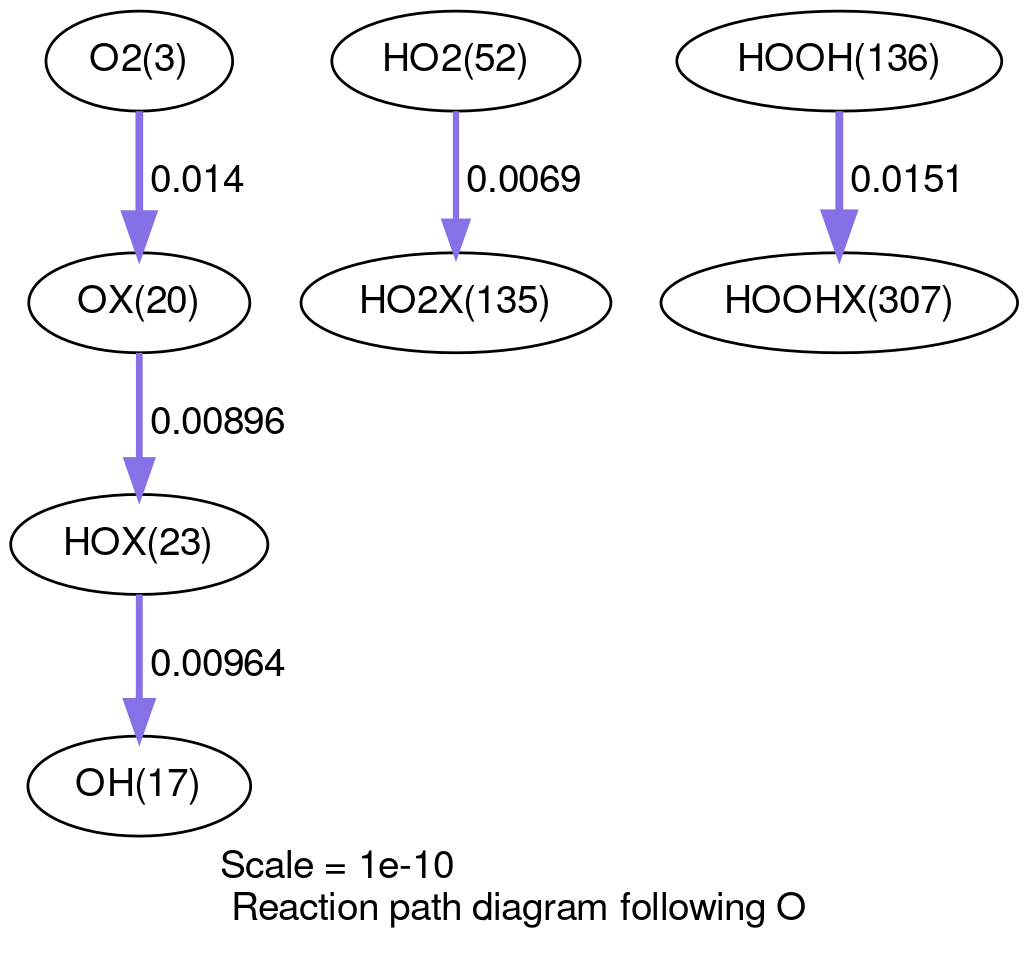 O2(3)
HO2(52)
HOOH(136)
0.014
0.0069
0.0151
OX(20)
HO2X(135)
HOOHX(307)
0.00896
HOX(23)
0.00964
OH(17)
Scale = 1e-10
Reaction path diagram following O